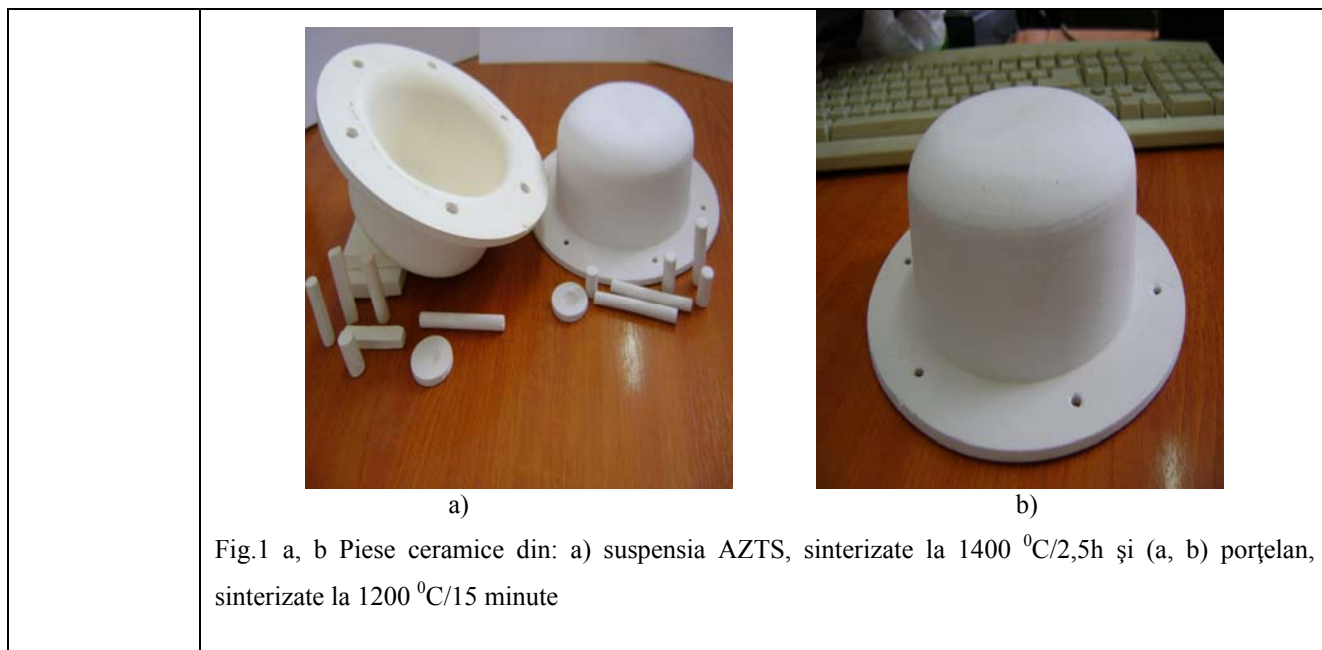 a)
b)
Fig.1 a, b Piese ceramice din: a) suspensia AZTS, sinterizate la 1400 ⁰C/2,5h şi (a, b) porţelan,
sinterizate la 1200 ⁰C/15 minute